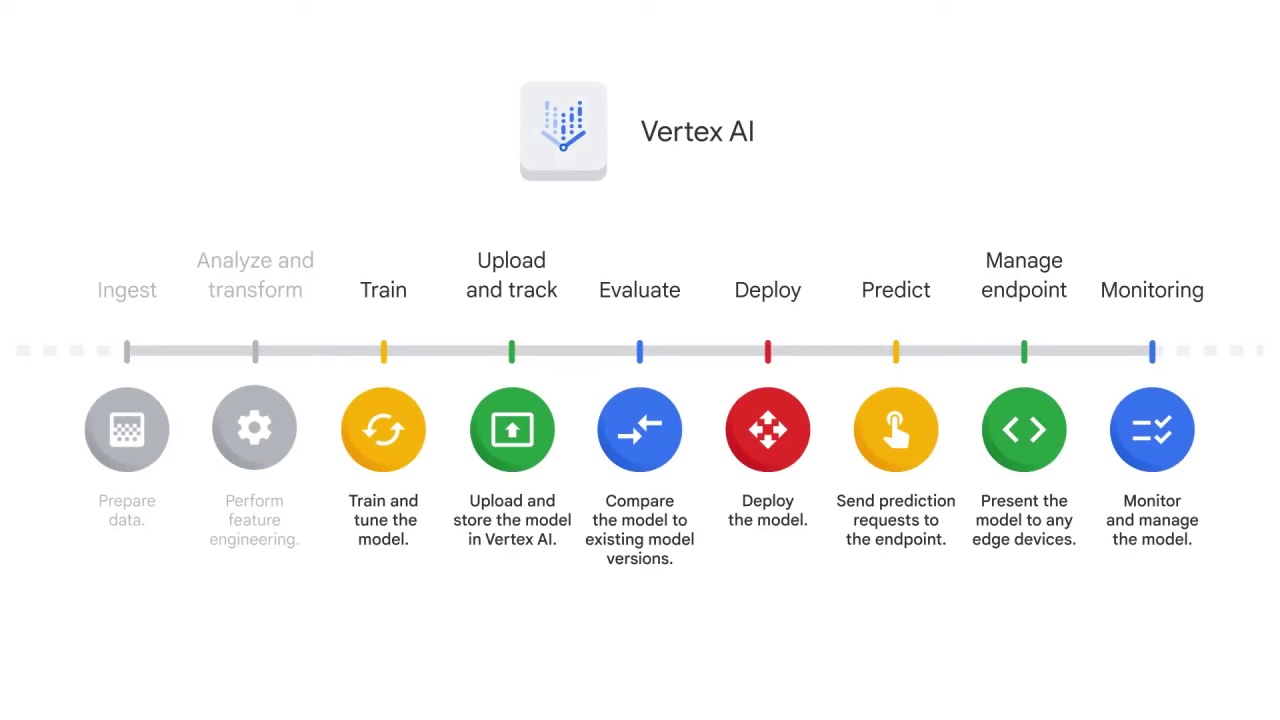 Vertex AI
Ingest
Analyze and
transform
Train
Upload
and track
Evaluate
Deploy
Predict
Manage
endpoint
Monitoring
Prepare
data.
Perform
feature
engineering.
Train and
tune the
model.
Upload and
store the model
in Vertex AI.
Compare
the model to
existing model
versions.
Deploy
the model.
Send prediction
requests to
the endpoint.
Present the
model to any
edge devices.
Monitor
and manage
the model.